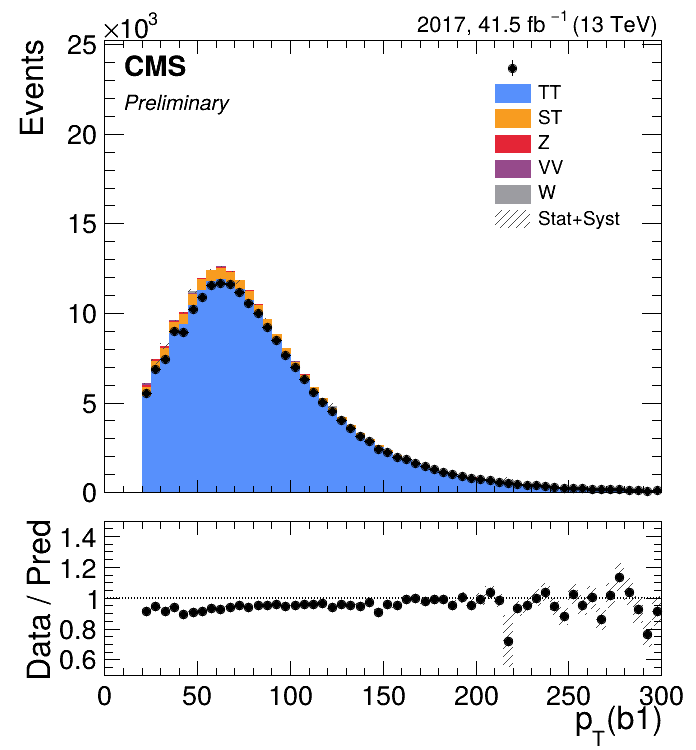 ×10³
2017, 41.5 fb⁻¹ (13 TeV)
Events
25
20
15
10
5
0
CMS
Preliminary
TT
ST
Z
VV
W
Stat+Syst
Data / Pred
1.4
1.2
1
0.8
0.6
0 50 100 150 200 250 300
p_T(b1)